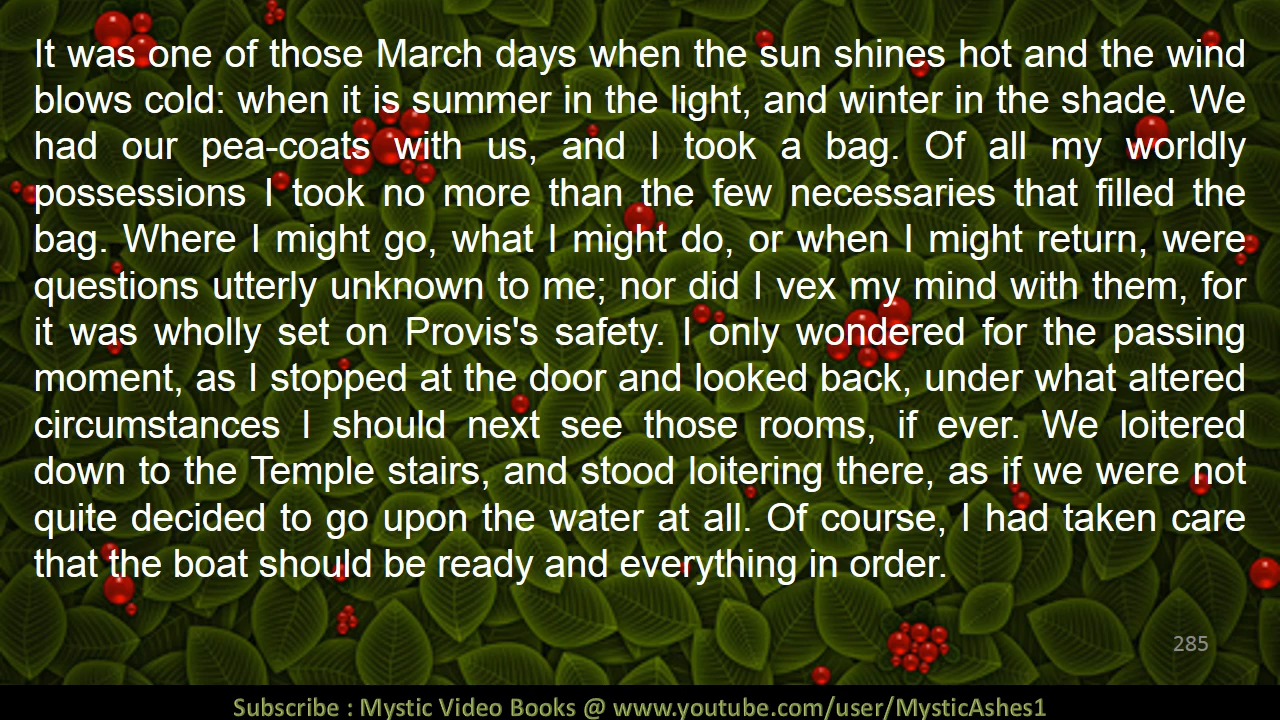 It was one of those March days when the sun shines hot and the wind
blows cold: when it is summer in the light, and winter in the shade. We
had our pea-coats with us, and I took a bag. Of all my worldly
possessions I took no more than the few necessaries that filled the
bag. Where I might go, what I might do, or when I might return, were
questions utterly unknown to me; nor did I vex my mind with them, for
it was wholly set on Provis's safety. I only wondered for the passing
moment, as I stopped at the door and looked back, under what altered
circumstances I should next see those rooms, if ever. We loitered
down to the Temple stairs, and stood loitering there, as if we were not
quite decided to go upon the water at all. Of course, I had taken care
that the boat should be ready and everything in order.
285
Subscribe : Mystic Video Books @ www.youtube.com/user/MysticAshes1